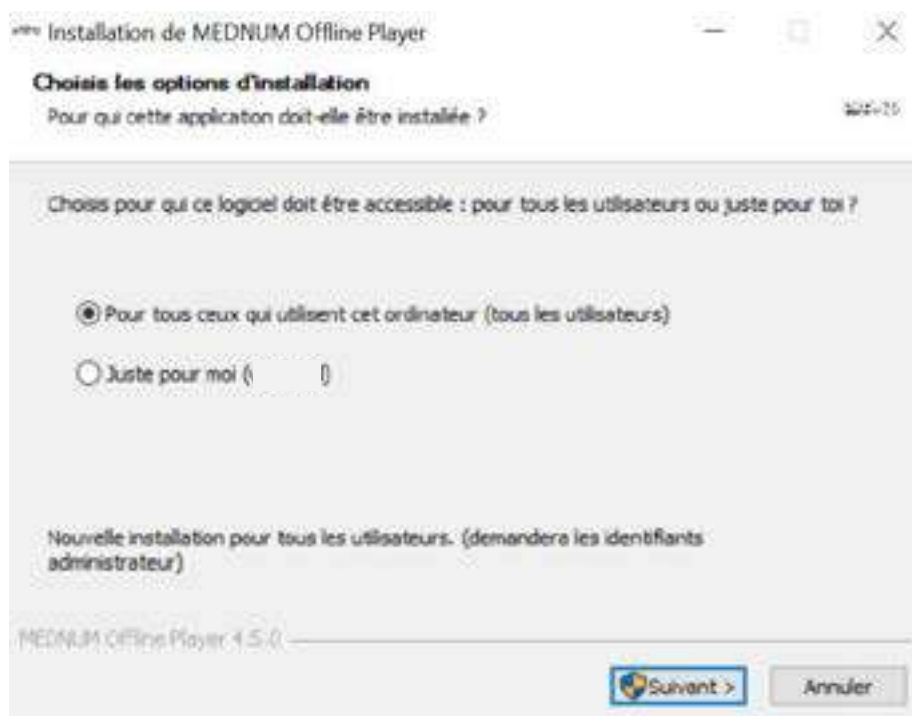 Installation de MEDNUM Offline Player
Choisis les options d'installation
Pour qui cette application doit-elle être installée ?
Choisis pour qui ce logiciel doit être accessible : pour tous les utilisateurs ou juste pour toi ?
Pour tous ceux qui utilisent cet ordinateur (tous les utilisateurs)
Juste pour moi ( )
Nouvelle installation pour tous les utilisateurs. (demandera les identifiants
administrateur)
MEDNUM Offline Player 4.5.0
Suivant >
Annuler